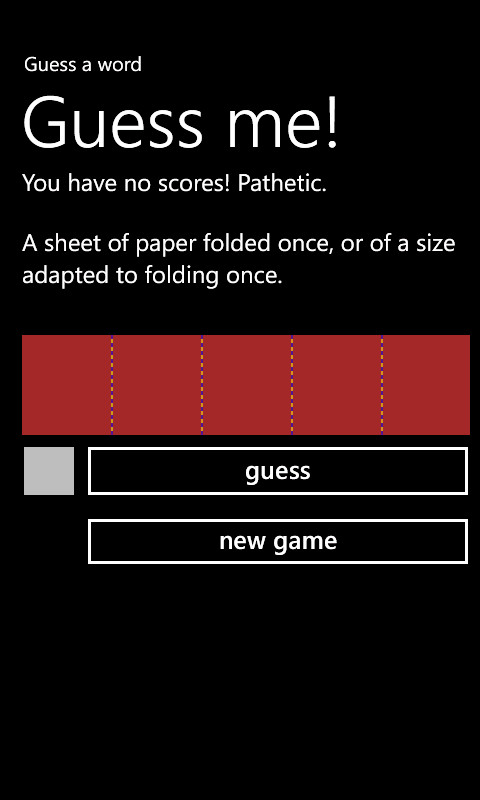 Guess a word
Guess me!
You have no scores! Pathetic.
A sheet of paper folded once, or of a size
adapted to folding once.
guess
new game